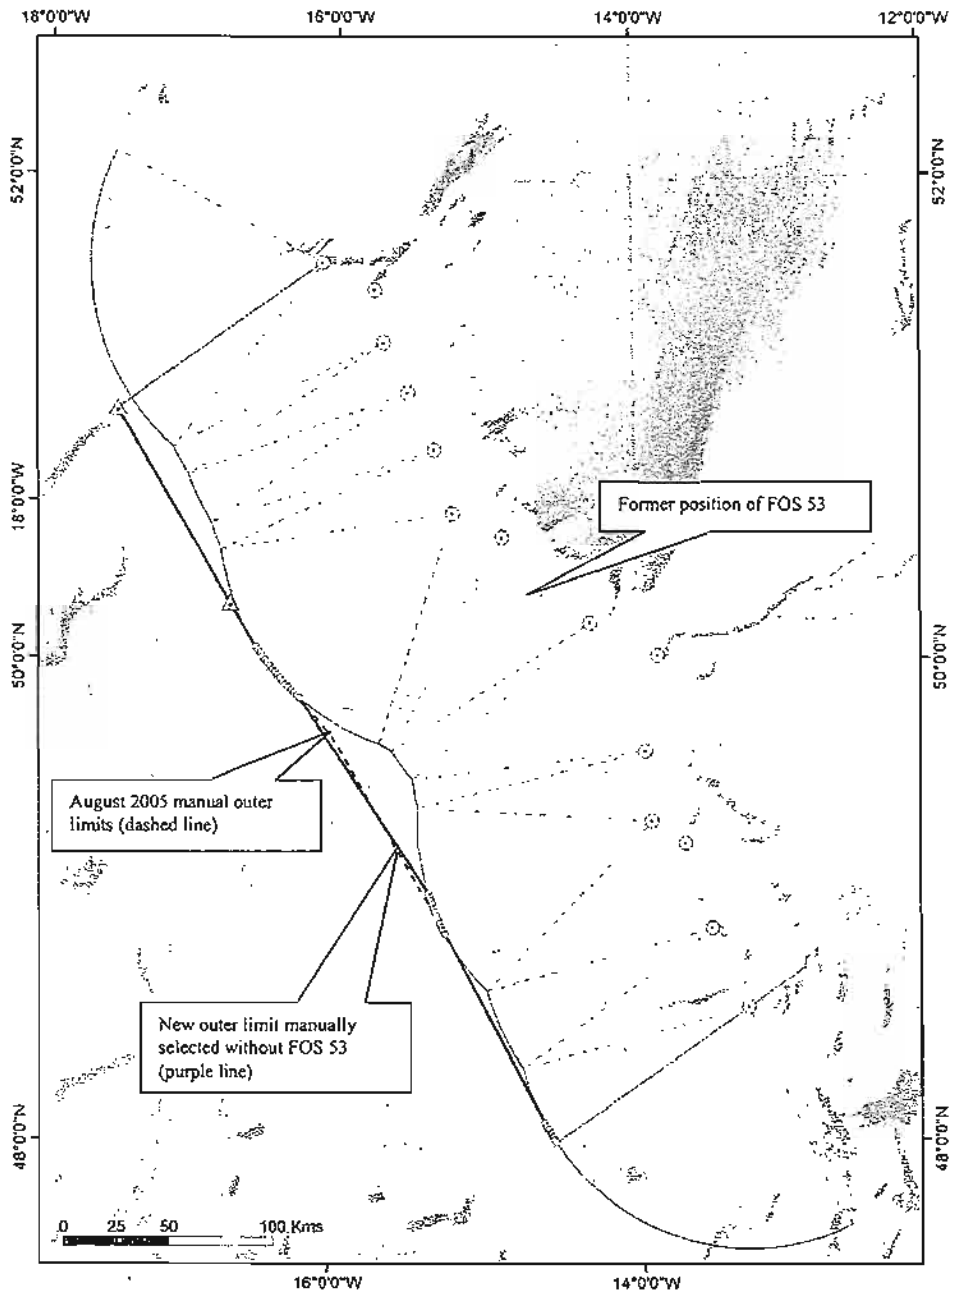 18°0'0"W 16°0'0"W 14°0'0"W 12°0'0"W
52°0'0"N
52°0'0"N
18°0'0"W
Former position of FOS 53
50°0'0"N
50°0'0"N
August 2005 manual outer
limits (dashed line)
New outer limit manually
selected without FOS 53
(purple line)
48°0'0"N
48°0'0"N
0 25 50 100 Kms
16°0'0"W 14°0'0"W